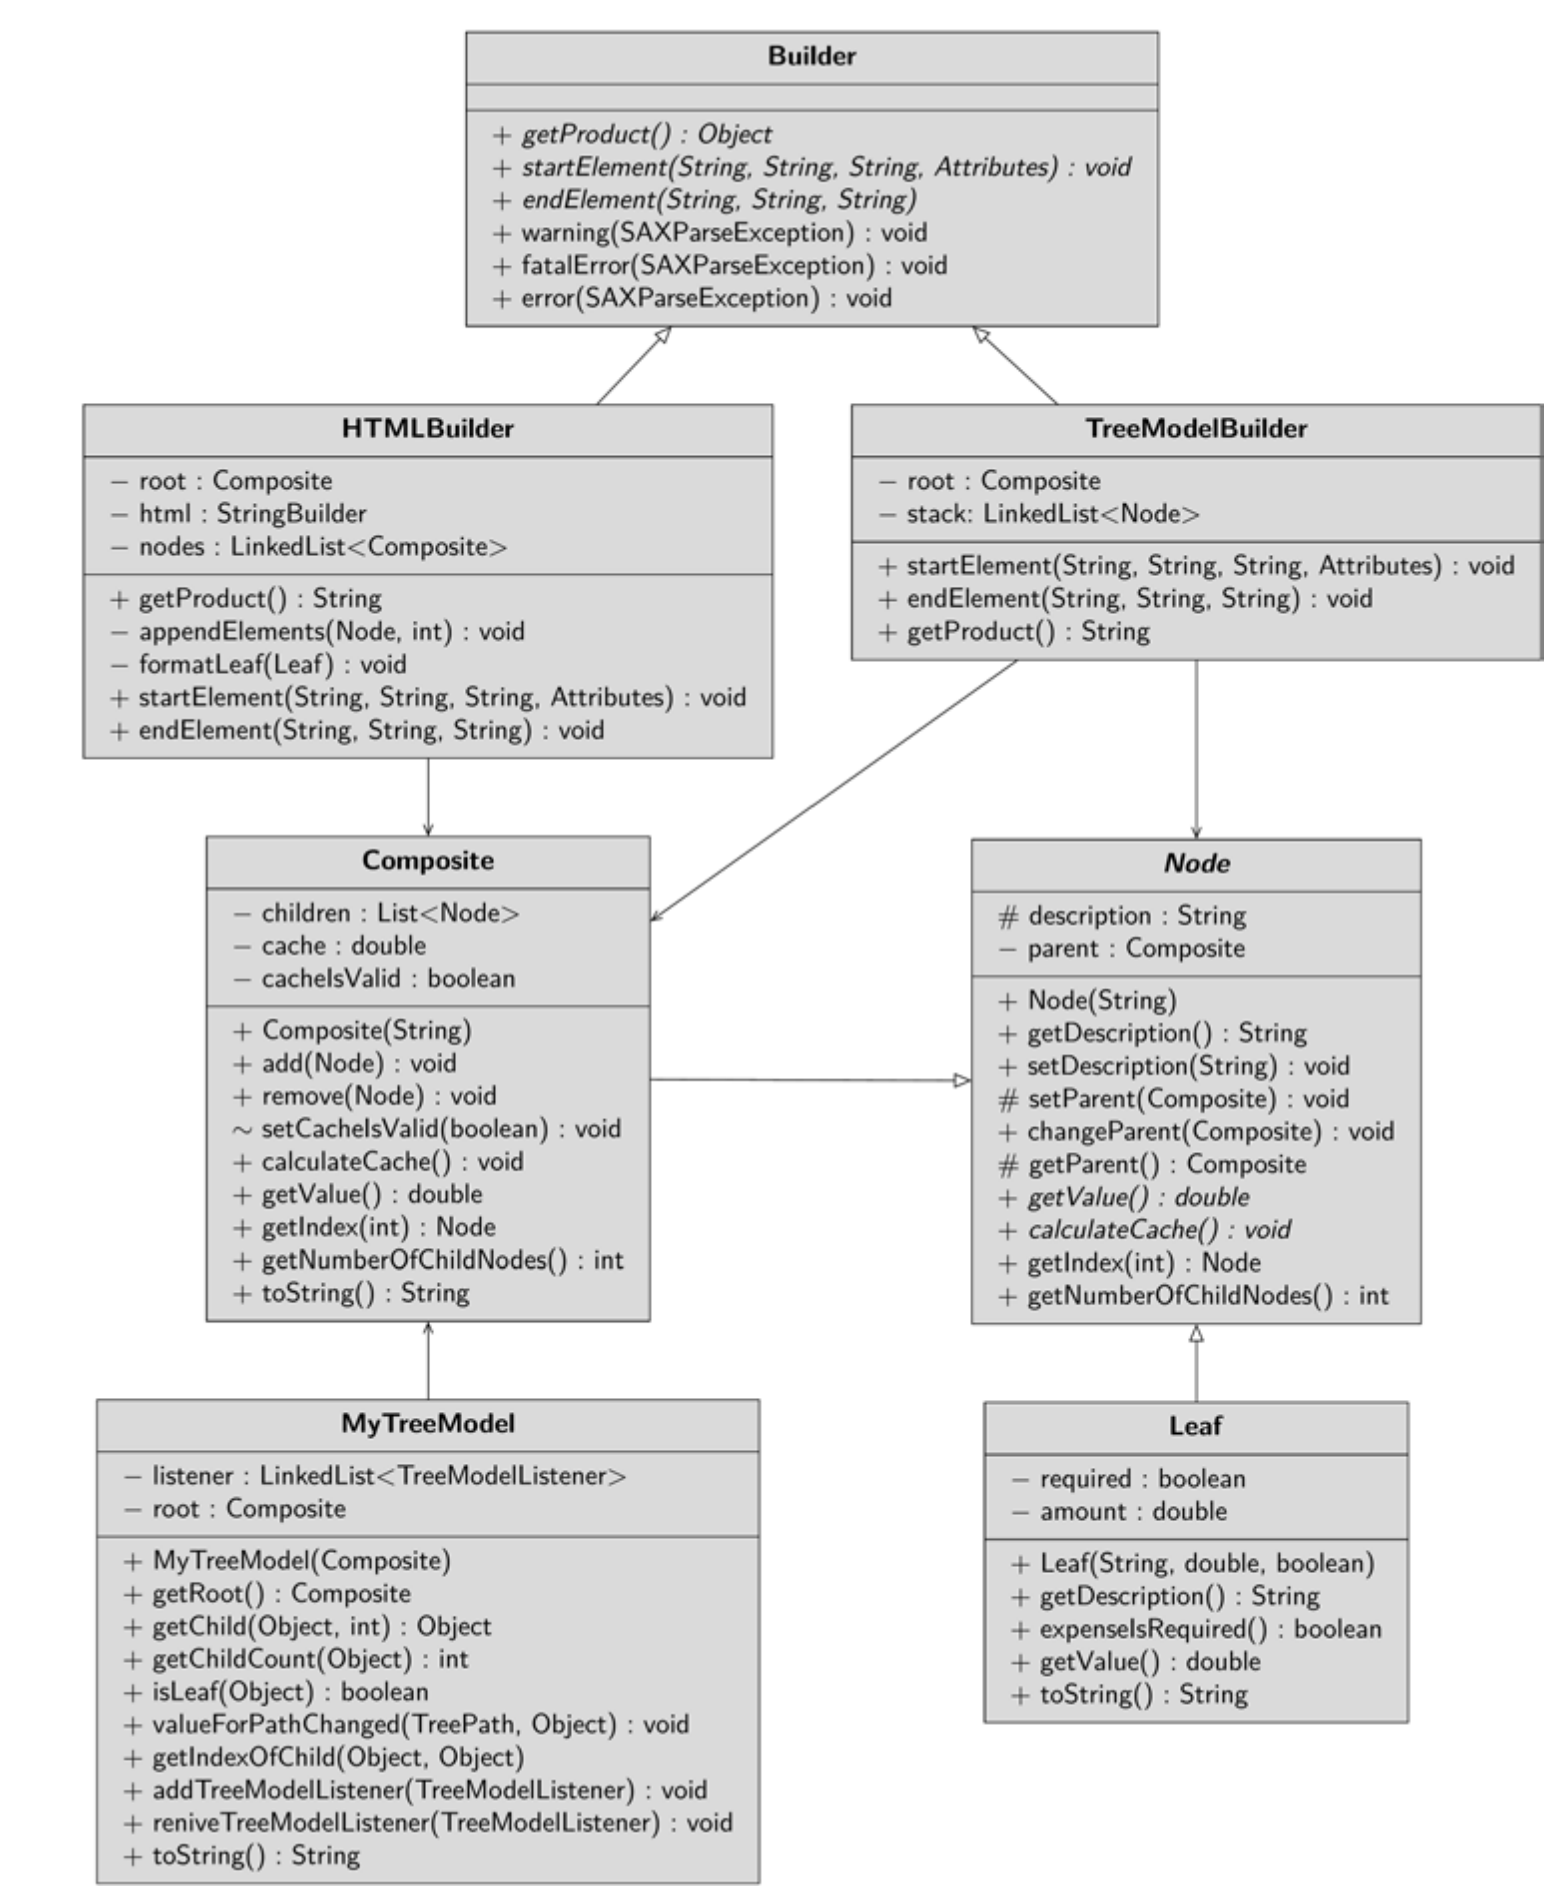 Builder
+ getProduct() : Object
+ startElement(String, String, String, Attributes) : void
+ endElement(String, String, String)
+ warning(SAXParseException) : void
+ fatalError(SAXParseException) : void
+ error(SAXParseException) : void
HTMLBuilder
− root : Composite
− html : StringBuilder
− nodes : LinkedList<Composite>
+ getProduct() : String
− appendElements(Node, int) : void
− formatLeaf(Leaf) : void
+ startElement(String, String, String, Attributes) : void
+ endElement(String, String, String) : void
TreeModelBuilder
− root : Composite
− stack: LinkedList<Node>
+ startElement(String, String, String, Attributes) : void
+ endElement(String, String, String) : void
+ getProduct() : String
Composite
− children : List<Node>
− cache : double
− cacheIsValid : boolean
+ Composite(String)
+ add(Node) : void
+ remove(Node) : void
~ setCacheIsValid(boolean) : void
+ calculateCache() : void
+ getValue() : double
+ getIndex(int) : Node
+ getNumberOfChildNodes() : int
+ toString() : String
Node
# description : String
− parent : Composite
+ Node(String)
+ getDescription() : String
+ setDescription(String) : void
# setParent(Composite) : void
+ changeParent(Composite) : void
# getParent() : Composite
+ getValue() : double
+ calculateCache() : void
+ getIndex(int) : Node
+ getNumberOfChildNodes() : int
MyTreeModel
− listener : LinkedList<TreeModelListener>
− root : Composite
+ MyTreeModel(Composite)
+ getRoot() : Composite
+ getChild(Object, int) : Object
+ getChildCount(Object) : int
+ isLeaf(Object) : boolean
+ valueForPathChanged(TreePath, Object) : void
+ getIndexOfChild(Object, Object)
+ addTreeModelListener(TreeModelListener) : void
+ reniveTreeModelListener(TreeModelListener) : void
+ toString() : String
Leaf
− required : boolean
− amount : double
+ Leaf(String, double, boolean)
+ getDescription() : String
+ expenseIsRequired() : boolean
+ getValue() : double
+ toString() : String